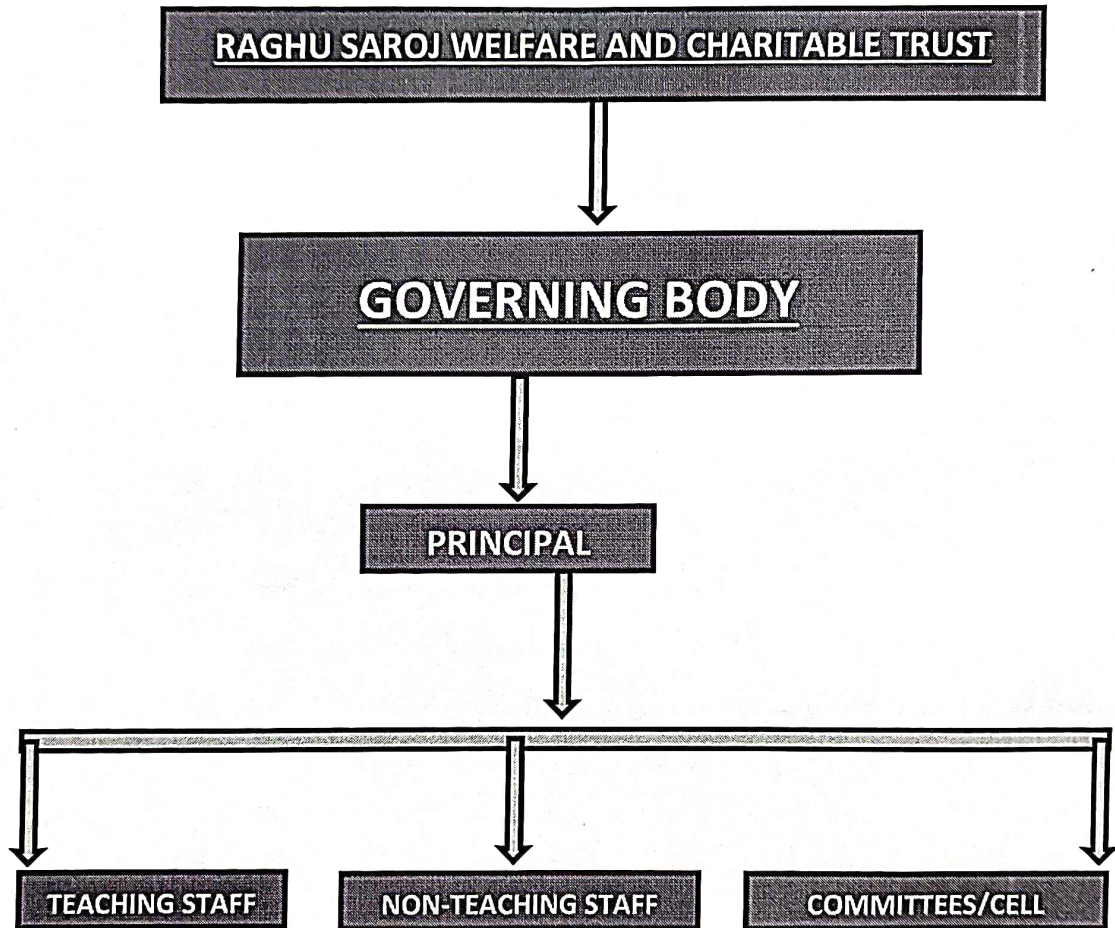 RAGHU SAROJ WELFARE AND CHARITABLE TRUST
GOVERNING BODY
PRINCIPAL
TEACHING STAFF
NON-TEACHING STAFF
COMMITTEES/CELL